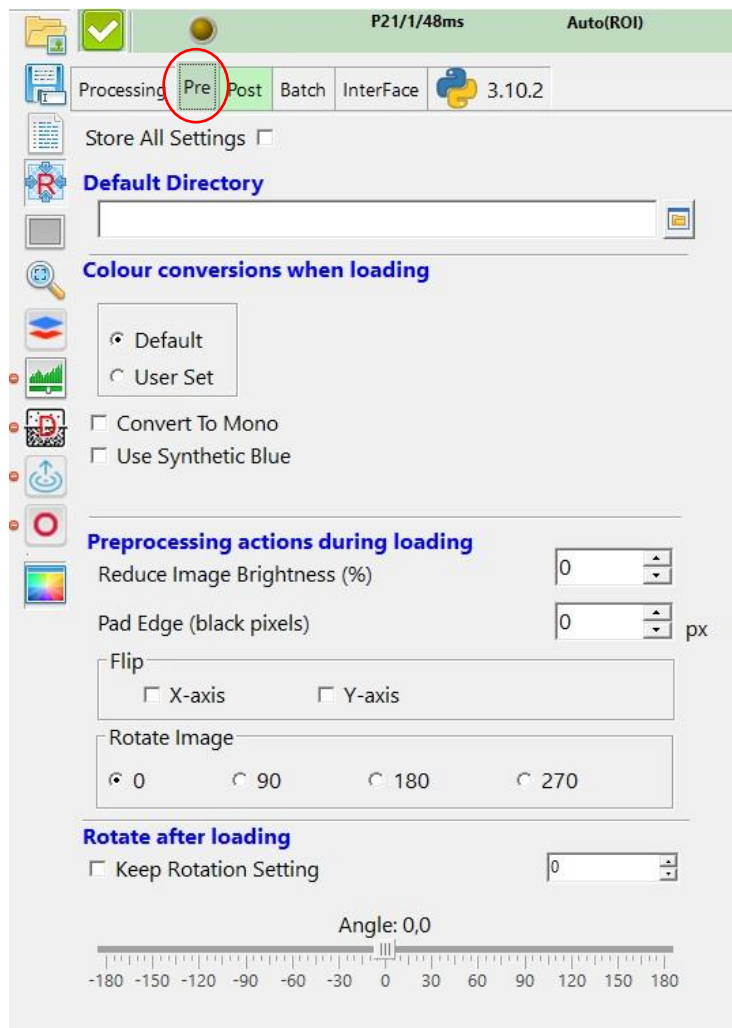 P21/1/48ms Auto(ROI)
Processing Pre Post Batch InterFace 3.10.2
Store All Settings
Default Directory
Colour conversions when loading
Default
User Set
Convert To Mono
Use Synthetic Blue
Preprocessing actions during loading
Reduce Image Brightness (%) 0
Pad Edge (black pixels) 0 px
Flip
X-axis Y-axis
Rotate Image
0 90 180 270
Rotate after loading
Keep Rotation Setting 0
Angle: 0,0
-180 -150 -120 -90 -60 -30 0 30 60 90 120 150 180
R
D